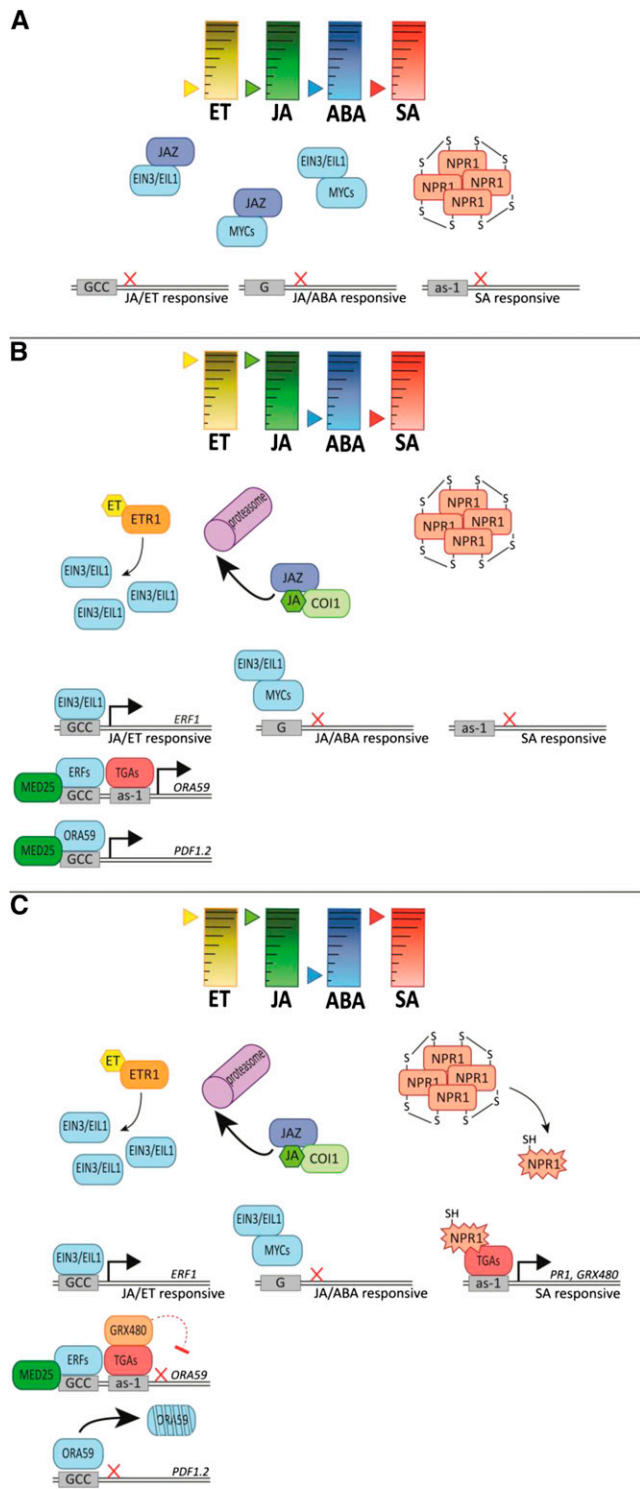 A
ET JA ABA SA
JAZ
EIN3/EIL1
JAZ
MYCs
EIN3/EIL1
MYCs
S S
NPR1
NPR1 NPR1
NPR1
S S
S S
GCC
JA/ET responsive
G
JA/ABA responsive
as-1
SA responsive
B
ET JA ABA SA
ET
ETR1
EIN3/EIL1
EIN3/EIL1
EIN3/EIL1
proteasome
JAZ
JA COI1
S S
NPR1
NPR1 NPR1
NPR1
S S
S S
EIN3/EIL1
GCC
ERF1
JA/ET responsive
EIN3/EIL1
MYCs
G
JA/ABA responsive
as-1
SA responsive
MED25 ERFs TGAs
GCC as-1
ORA59
MED25 ORA59
GCC
PDF1.2
C
ET JA ABA SA
ET
ETR1
EIN3/EIL1
EIN3/EIL1
EIN3/EIL1
proteasome
JAZ
JA COI1
S S
NPR1
NPR1 NPR1
NPR1
S S
S S
SH
NPR1
EIN3/EIL1
GCC
ERF1
JA/ET responsive
EIN3/EIL1
MYCs
G
JA/ABA responsive
SH
NPR1
TGAs
as-1
PR1, GRX480
SA responsive
GRX480
MED25 ERFs TGAs
GCC as-1
ORA59
ORA59
ORA59
GCC
PDF1.2